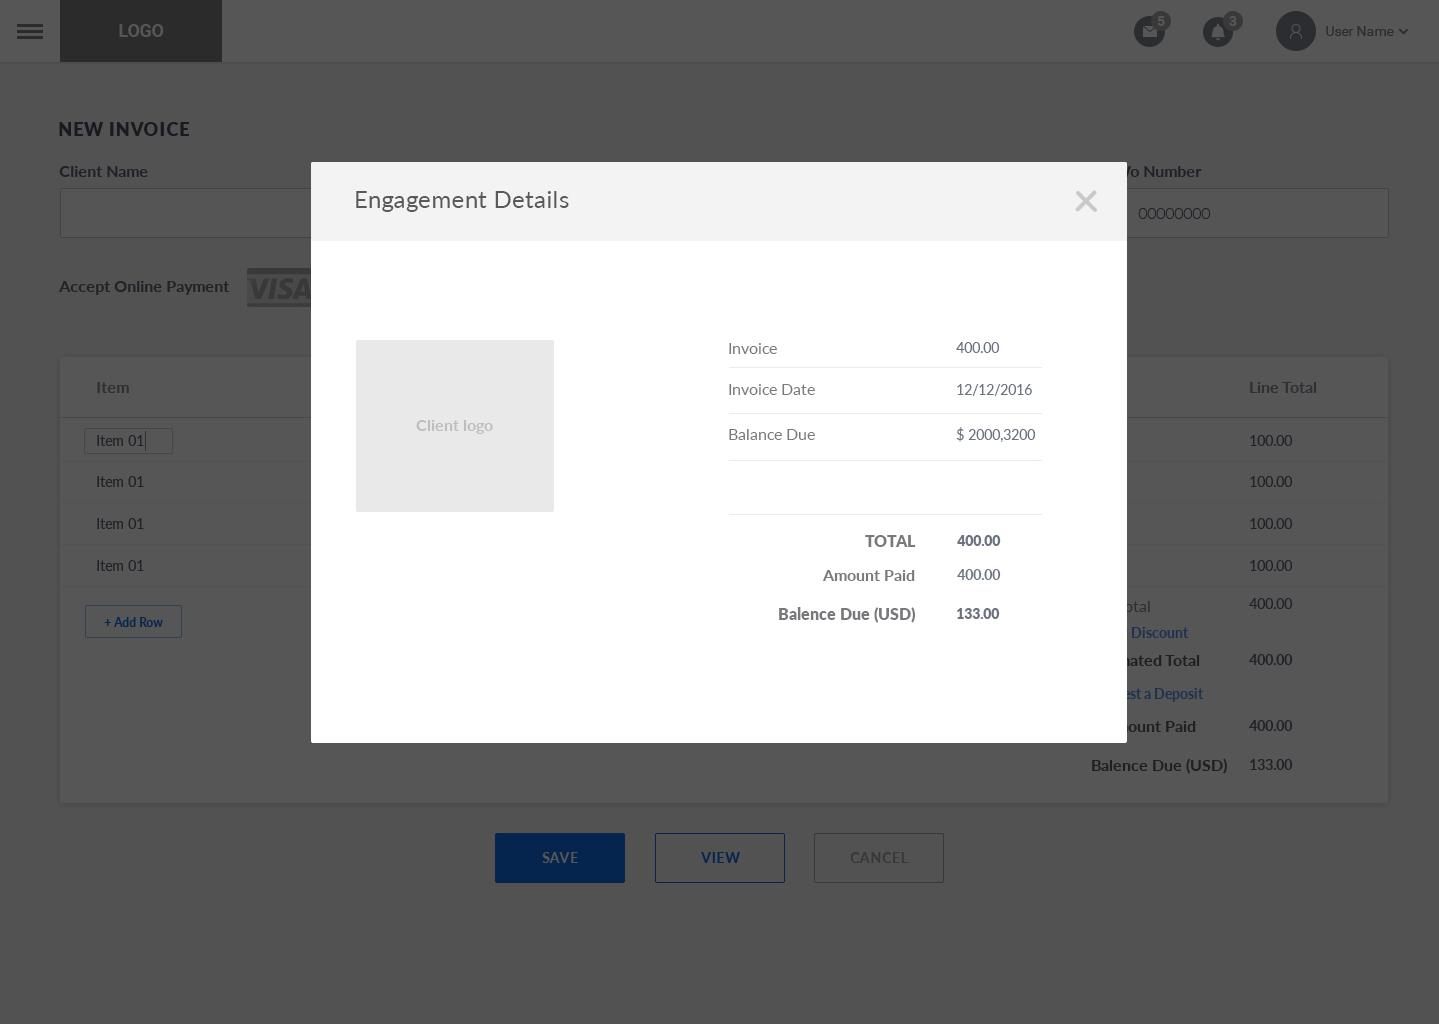 LOGO
5
3
User Name
NEW INVOICE
Client Name
o Number
00000000
Accept Online Payment
VISA
Engagement Details
Client logo
Invoice 400.00
Invoice Date 12/12/2016
Balance Due $ 2000,3200
TOTAL 400.00
Amount Paid 400.00
Balence Due (USD) 133.00
Item Line Total
Item 01 100.00
Item 01 100.00
Item 01 100.00
Item 01 100.00
+ Add Row
otal 400.00
Discount
nated Total 400.00
est a Deposit
ount Paid 400.00
Balence Due (USD) 133.00
SAVE VIEW CANCEL